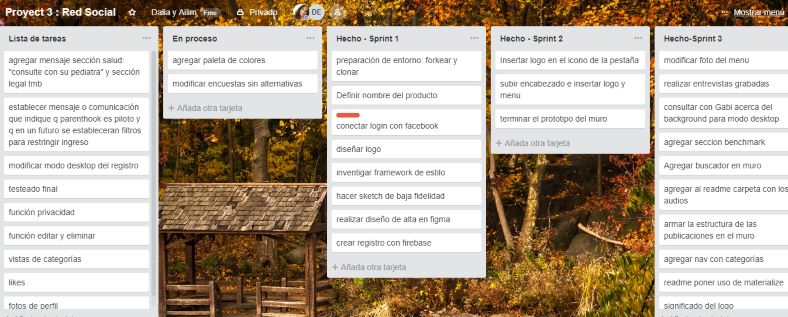 Proyect 3 : Red Social
Dalia y Ailim
Free
Privado
DE
Mostrar menú
Lista de tareas
agregar mensaje sección salud:
"consulte con su pediatra" y sección
legal tmb
establecer mensaje o comunicación
que indique q parenthook es piloto y
q en un futuro se estableceran filtros
para restringir ingreso
modificar modo desktop del registro
testeado final
función privacidad
función editar y eliminar
vistas de categorías
likes
fotos de perfil
En proceso
agregar paleta de colores
modificar encuestas sin alternativas
+ Añada otra tarjeta
Hecho - Sprint 1
preparación de entorno: forkear y
clonar
Definir nombre del producto
conectar login con facebook
diseñar logo
inventigar framework de estilo
hacer sketch de baja fidelidad
realizar diseño de alta en figma
crear registro con firebase
+ Añada otra tarjeta
Hecho - Sprint 2
Insertar logo en el icono de la pestaña
subir encabezado e insertar logo y
menu
terminar el prototipo del muro
+ Añada otra tarjeta
Hecho-Sprint 3
modificar foto del menu
realizar entrevistas grabadas
consultar con Gabi acerca del
background para modo desktop
agregar seccion benchmark
Agregar buscador en muro
agregar al readme carpeta con los
audios
armar la estructura de las
publicaciones en el muro
agregar nav con categorías
readme poner uso de materialize
significado del logo